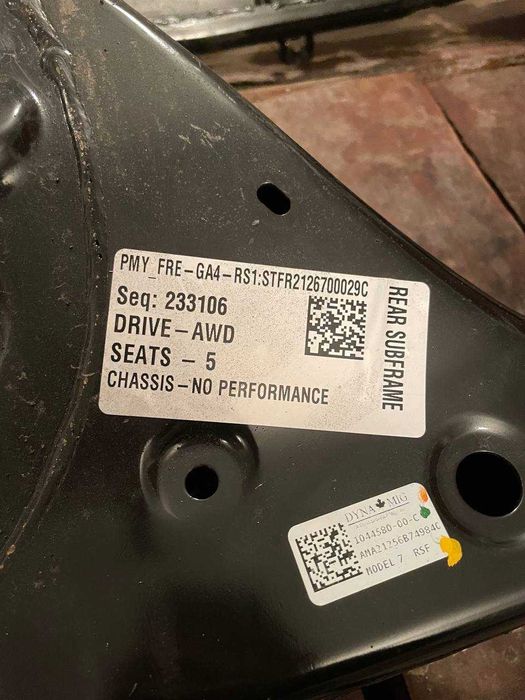 PMY_FRE-GA4-RS1:STFR2126700029C
Seq: 233106
DRIVE-AWD
SEATS - 5
CHASSIS-NO PERFORMANCE
REAR SUBFRAME
DYNA MIG
1044580-00-C
AMA21256B74984C
MODEL 7 RSF